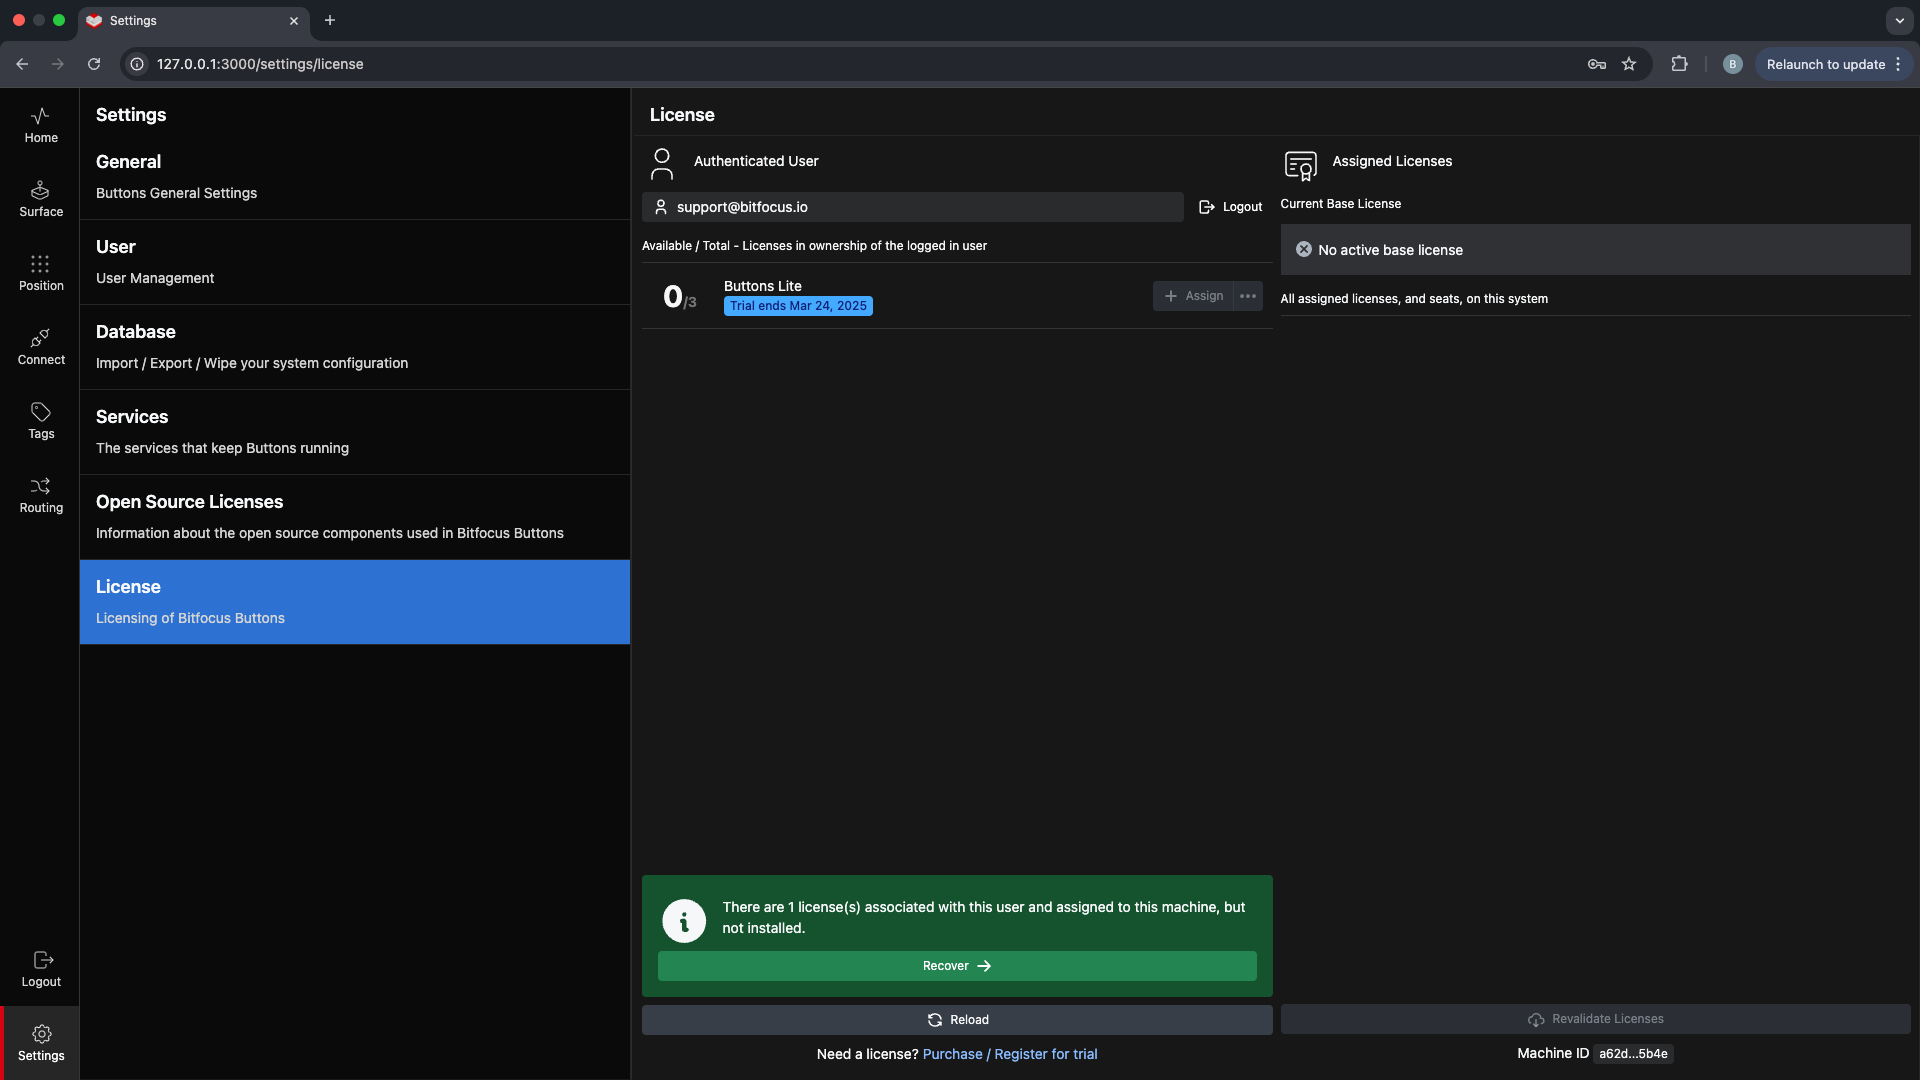 Settings
127.0.0.1:3000/settings/license
B
Relaunch to update
Home
Surface
Position
Connect
Tags
Routing
Logout
Settings
Settings
General
Buttons General Settings
User
User Management
Database
Import / Export / Wipe your system configuration
Services
The services that keep Buttons running
Open Source Licenses
Information about the open source components used in Bitfocus Buttons
License
Licensing of Bitfocus Buttons
License
Authenticated User
support@bitfocus.io
Logout
Available / Total - Licenses in ownership of the logged in user
0/3
Buttons Lite
Trial ends Mar 24, 2025
Assign
There are 1 license(s) associated with this user and assigned to this machine, but
not installed.
Recover
Reload
Need a license? Purchase / Register for trial
Assigned Licenses
Current Base License
No active base license
All assigned licenses, and seats, on this system
Revalidate Licenses
Machine ID a62d...5b4e